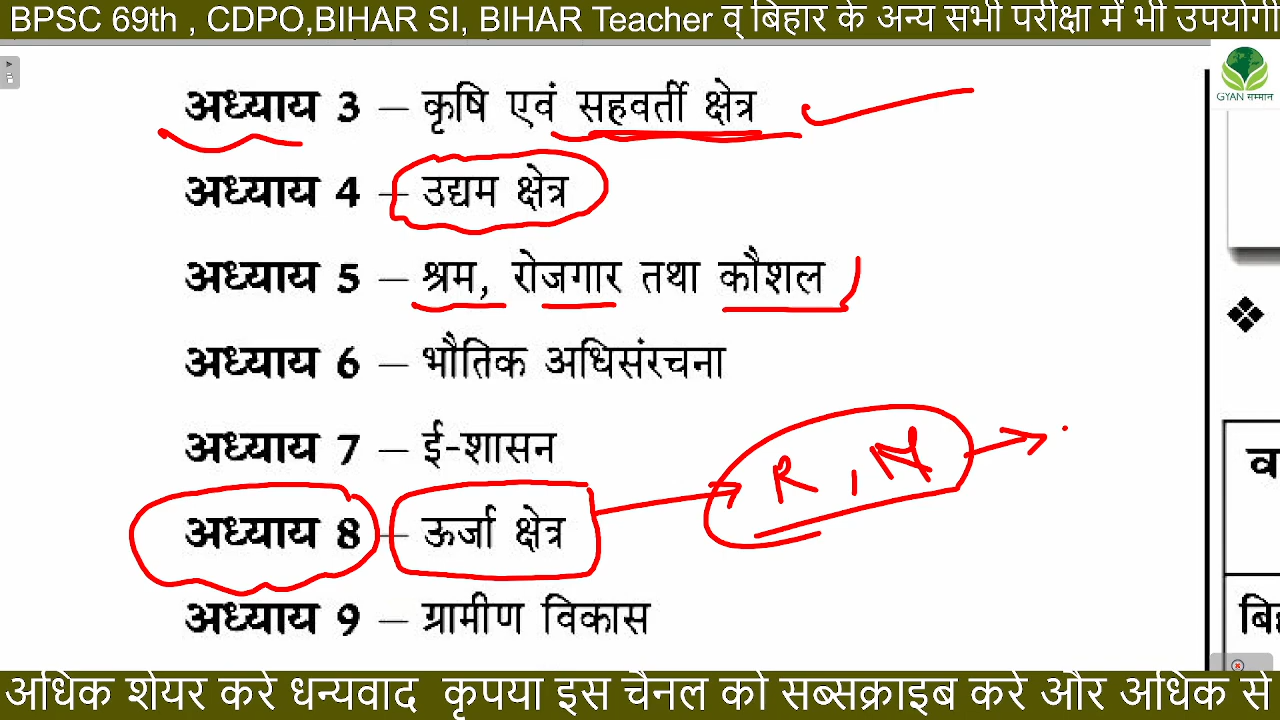 BPSC 69th , CDPO,BIHAR SI, BIHAR Teacher व् बिहार के अन्य सभी परीक्षा में भी उपयोगी
GYAN सम्मान
अध्याय 3 – कृषि एवं सहवर्ती क्षेत्र
अध्याय 4 – उद्यम क्षेत्र
अध्याय 5 – श्रम, रोजगार तथा कौशल
अध्याय 6 – भौतिक अधिसंरचना
अध्याय 7 – ई-शासन
R, N
अध्याय 8 – ऊर्जा क्षेत्र
अध्याय 9 – ग्रामीण विकास
अधिक शेयर करे धन्यवाद कृपया इस चैनल को सब्सक्राइब करे और अधिक से